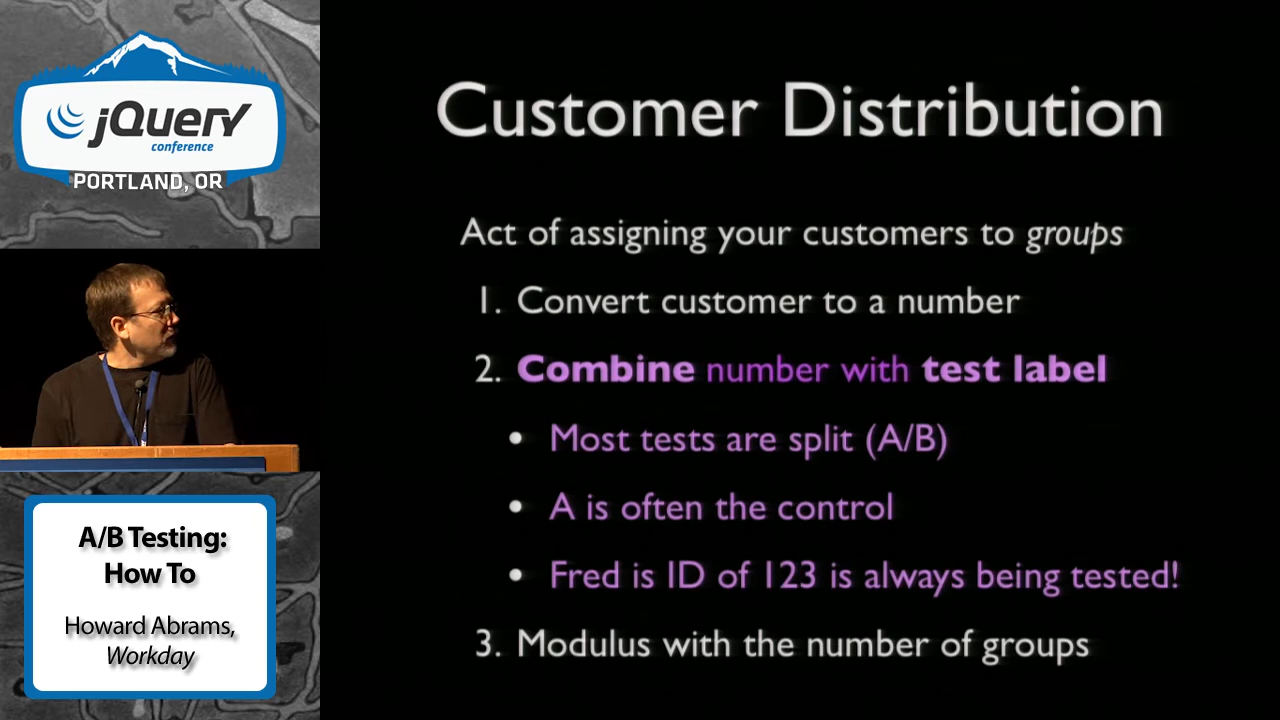 jQuery
conference
PORTLAND, OR
A/B Testing:
How To
Howard Abrams,
Workday
Customer Distribution
Act of assigning your customers to groups
1. Convert customer to a number
2. Combine number with test label
• Most tests are split (A/B)
• A is often the control
• Fred is ID of 123 is always being tested!
3. Modulus with the number of groups